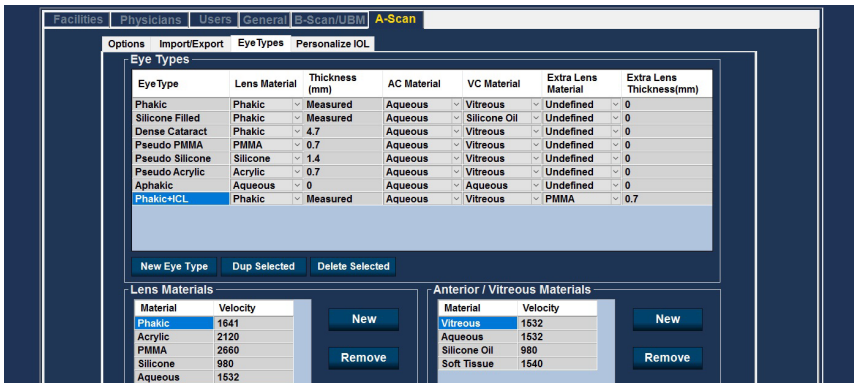 Facilities Physicians Users General B-Scan/UBM A-Scan
Options Import/Export EyeTypes Personalize IOL
Eye Types
EyeType Lens Material Thickness (mm) AC Material VC Material Extra Lens Material Extra Lens Thickness(mm)
Phakic Phakic Measured Aqueous Vitreous Undefined 0
Silicone Filled Phakic Measured Aqueous Silicone Oil Undefined 0
Dense Cataract Phakic 4.7 Aqueous Vitreous Undefined 0
Pseudo PMMA PMMA 0.7 Aqueous Vitreous Undefined 0
Pseudo Silicone Silicone 1.4 Aqueous Vitreous Undefined 0
Pseudo Acrylic Acrylic 0.7 Aqueous Vitreous Undefined 0
Aphakic Aqueous 0 Aqueous Aqueous Undefined 0
Phakic+ICL Phakic Measured Aqueous Vitreous PMMA 0.7
New Eye Type Dup Selected Delete Selected
Lens Materials
Material Velocity
Phakic 1641
Acrylic 2120
PMMA 2660
Silicone 980
Aqueous 1532
New
Remove
Anterior / Vitreous Materials
Material Velocity
Vitreous 1532
Aqueous 1532
Silicone Oil 980
Soft Tissue 1540
New
Remove